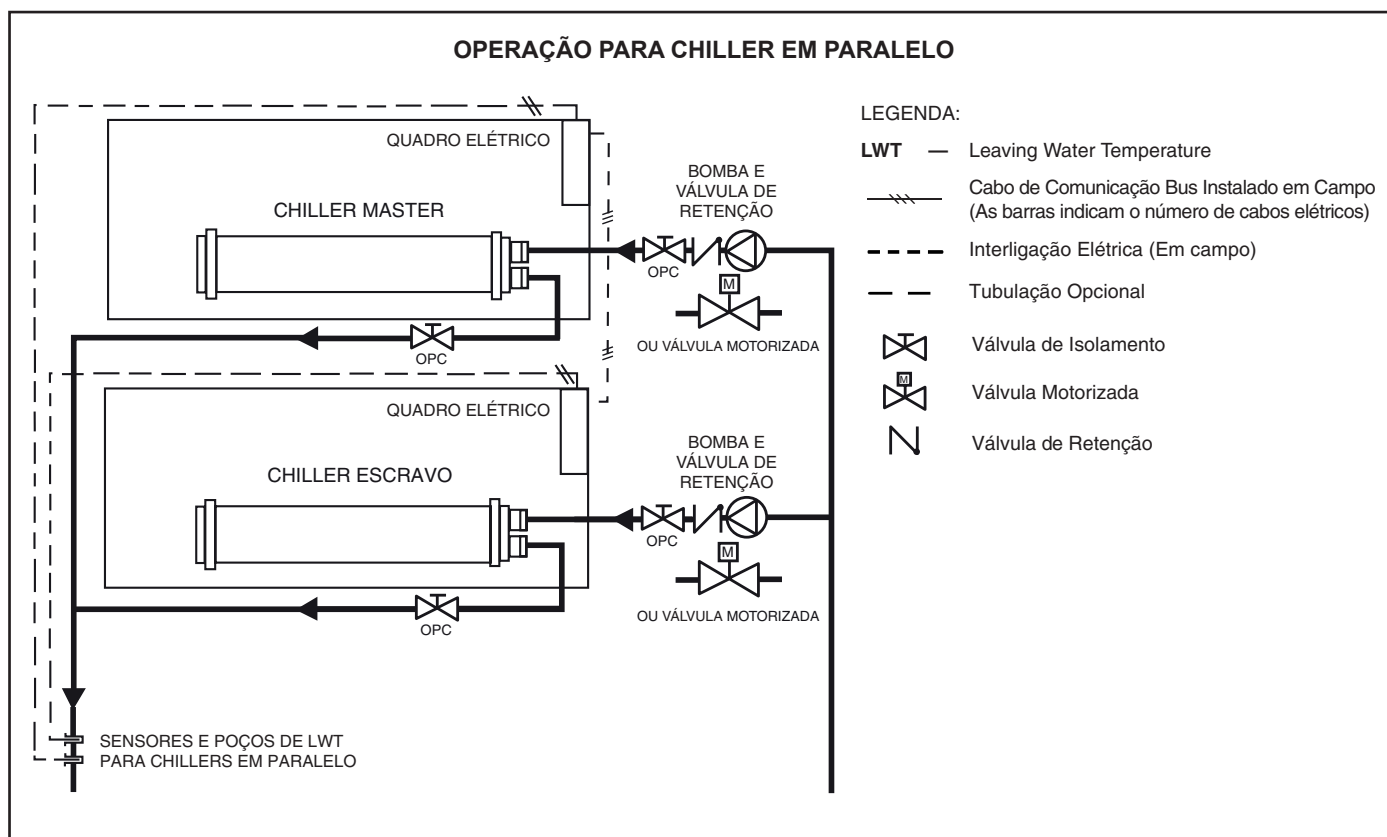 OPERAÇÃO PARA CHILLER EM PARALELO
QUADRO ELÉTRICO
CHILLER MASTER
BOMBA E
VÁLVULA DE
RETENÇÃO
OPC
M
OU VÁLVULA MOTORIZADA
OPC
QUADRO ELÉTRICO
CHILLER ESCRAVO
BOMBA E
VÁLVULA DE
RETENÇÃO
OPC
M
OU VÁLVULA MOTORIZADA
OPC
SENSORES E POÇOS DE LWT
PARA CHILLERS EM PARALELO
LEGENDA:
LWT — Leaving Water Temperature
Cabo de Comunicação Bus Instalado em Campo
(As barras indicam o número de cabos elétricos)
Interligação Elétrica (Em campo)
Tubulação Opcional
Válvula de Isolamento
M
Válvula Motorizada
Válvula de Retenção